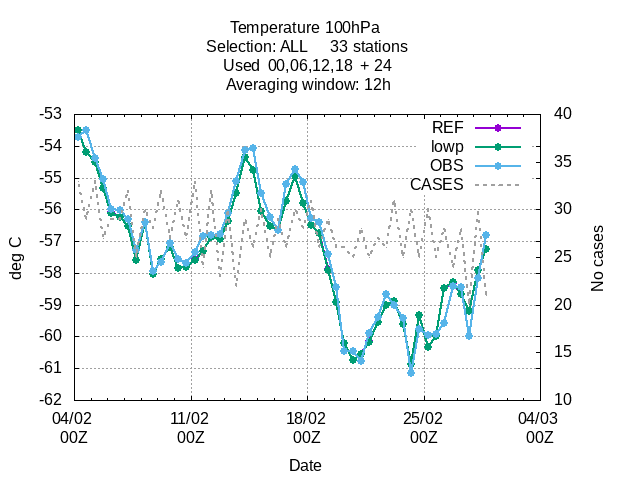 Temperature 100hPa
Selection: ALL 33 stations
Used 00,06,12,18 + 24
Averaging window: 12h
-53
-54
-55
-56
-57
-58
-59
-60
-61
-62
40
35
30
25
20
15
10
REF
lowp
OBS
CASES
deg C
No cases
04/02 11/02 18/02 25/02 04/03
00Z 00Z 00Z 00Z 00Z
Date